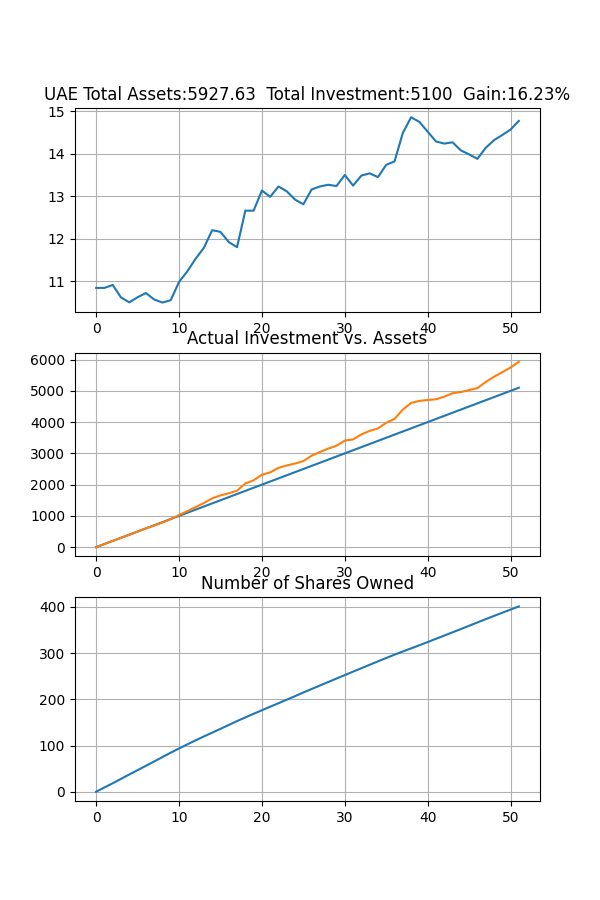 UAE Total Assets:5927.63  Total Investment:5100  Gain:16.23%
15
14
13
12
11
0 10 20 30 40 50
Actual Investment vs. Assets
6000
5000
4000
3000
2000
1000
0
0 10 20 30 40 50
Number of Shares Owned
400
300
200
100
0
0 10 20 30 40 50